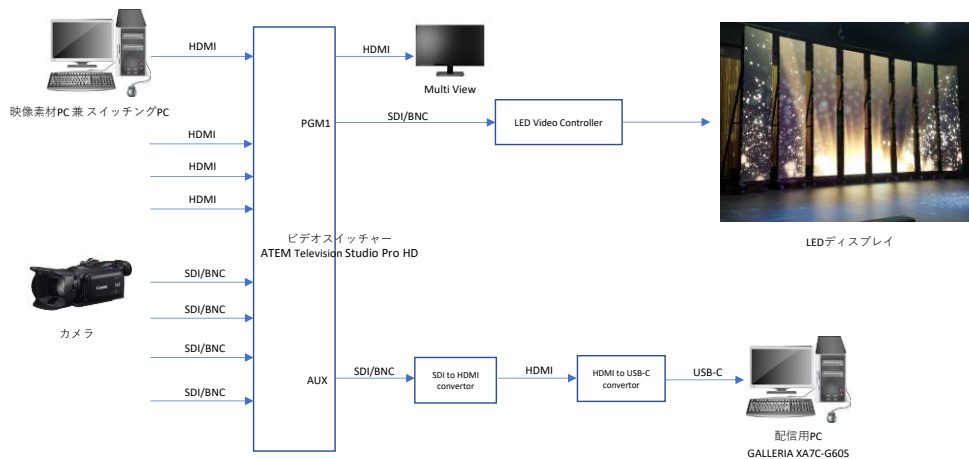 映像素材PC 兼 スイッチングPC
HDMI
HDMI
HDMI
HDMI
カメラ
SDI/BNC
SDI/BNC
SDI/BNC
SDI/BNC
ビデオスイッチャー
ATEM Television Studio Pro HD
PGM1
AUX
HDMI
Multi View
SDI/BNC
LED Video Controller
LEDディスプレイ
SDI/BNC
SDI to HDMI
convertor
HDMI
HDMI to USB-C
convertor
USB-C
配信用PC
GALLERIA XA7C-G60S